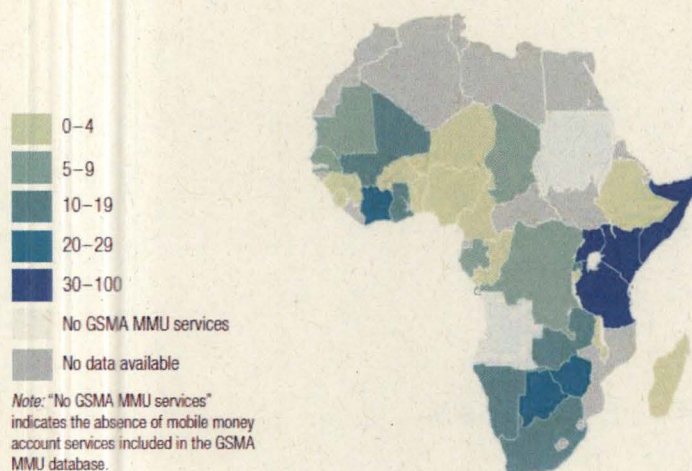 0–4
5–9
10–19
20–29
30–100
No GSMA MMU services
No data available
Note: "No GSMA MMU services"
indicates the absence of mobile money
account services included in the GSMA
MMU database.